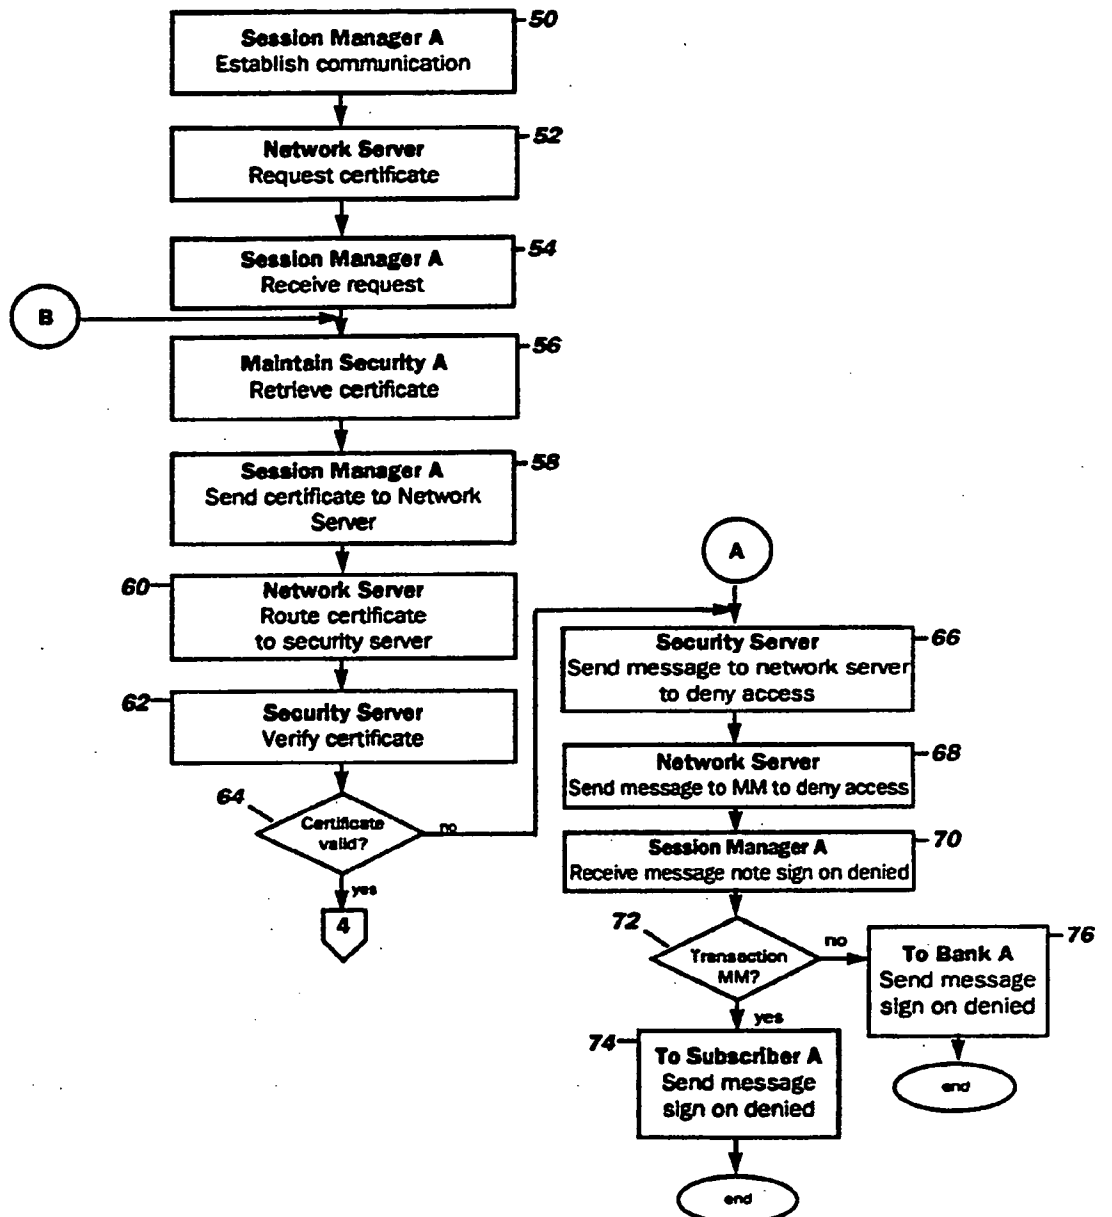 50
Session Manager A
Establish communication
52
Network Server
Request certificate
54
Session Manager A
Receive request
B
56
Maintain Security A
Retrieve certificate
58
Session Manager A
Send certificate to Network
Server
60
Network Server
Route certificate
to security server
62
Security Server
Verify certificate
64
Certificate
valid?
no
yes
4
A
66
Security Server
Send message to network server
to deny access
68
Network Server
Send message to MM to deny access
70
Session Manager A
Receive message note sign on denied
72
Transaction
MM?
no
yes
76
To Bank A
Send message
sign on denied
end
74
To Subscriber A
Send message
sign on denied
end